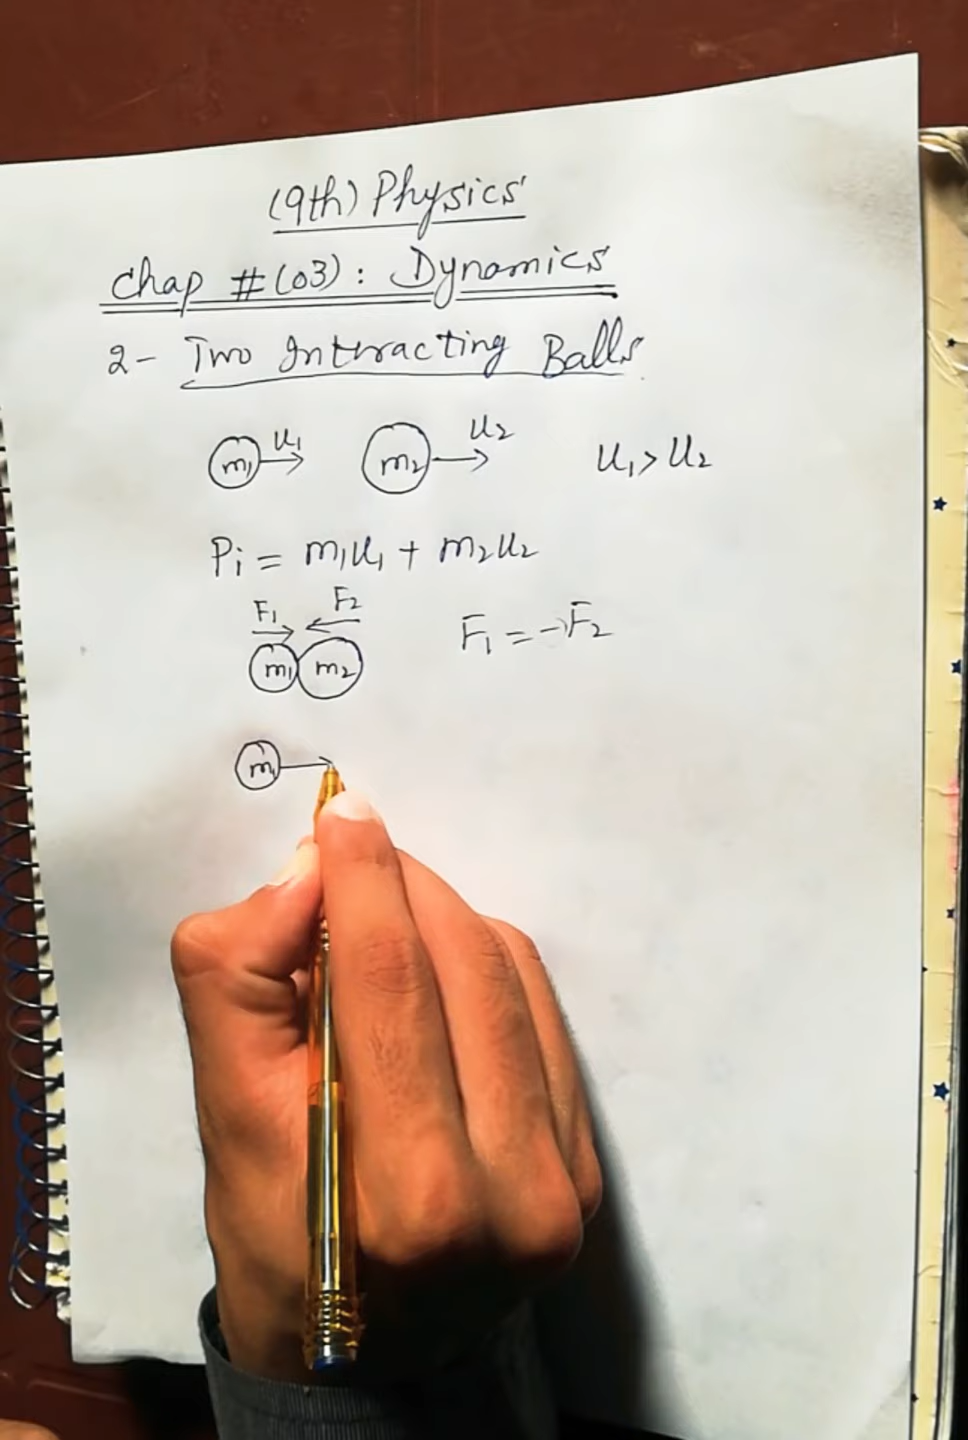 (9th) Physics
Chap # (03): Dynamics
2- Two Interacting Balls
m1 u1 m2 u2 u1 > u2
Pi = m1u1 + m2u2
F1 F2
F1 = -F2
m1 m2
m1